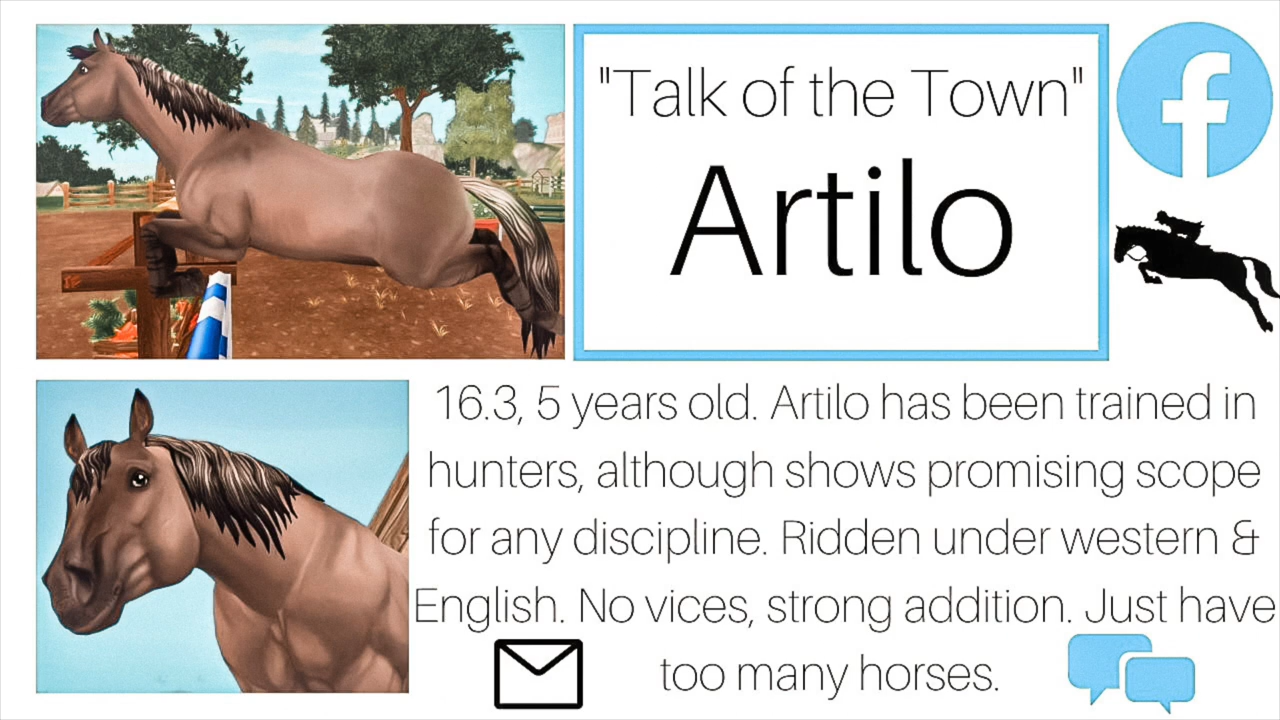 "Talk of the Town"
Artilo
16.3, 5 years old. Artilo has been trained in
hunters, although shows promising scope
for any discipline. Ridden under western &
English. No vices, strong addition. Just have
too many horses.